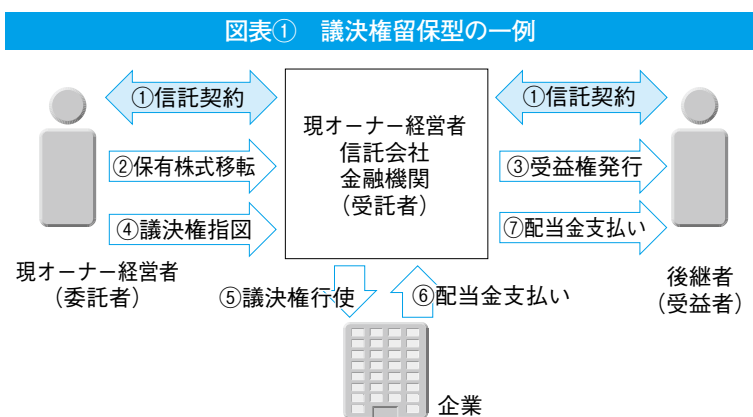 図表① 議決権留保型の一例
①信託契約
①信託契約
現オーナー経営者
信託会社
金融機関
（受託者）
②保有株式移転
③受益権発行
④議決権指図
⑦配当金支払い
現オーナー経営者
（委託者）
後継者
（受益者）
⑤議決権行使
⑥配当金支払い
企業